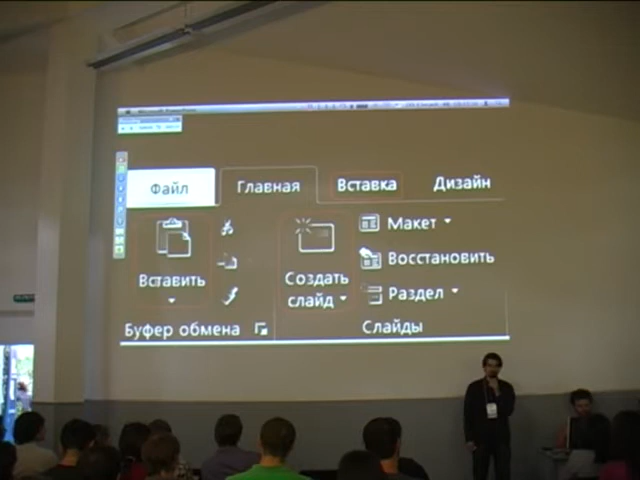 Файл Главная Вставка Дизайн
Вставить
Создать слайд
Макет
Восстановить
Раздел
Буфер обмена
Слайды